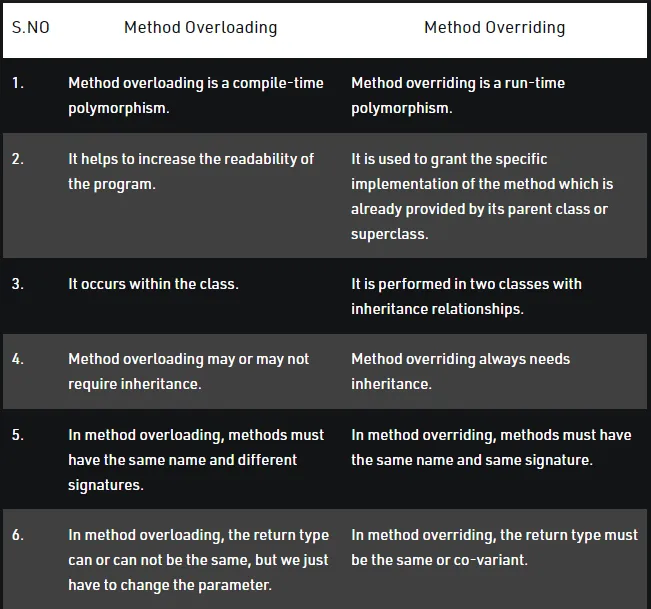 S.NO Method Overloading Method Overriding
1. Method overloading is a compile-time Method overriding is a run-time
polymorphism. polymorphism.
2. It helps to increase the readability of It is used to grant the specific
the program. implementation of the method which is
already provided by its parent class or
superclass.
3. It occurs within the class. It is performed in two classes with
inheritance relationships.
4. Method overloading may or may not Method overriding always needs
require inheritance. inheritance.
5. In method overloading, methods must In method overriding, methods must have
have the same name and different the same name and same signature.
signatures.
6. In method overloading, the return type In method overriding, the return type must
can or can not be the same, but we just be the same or co-variant.
have to change the parameter.